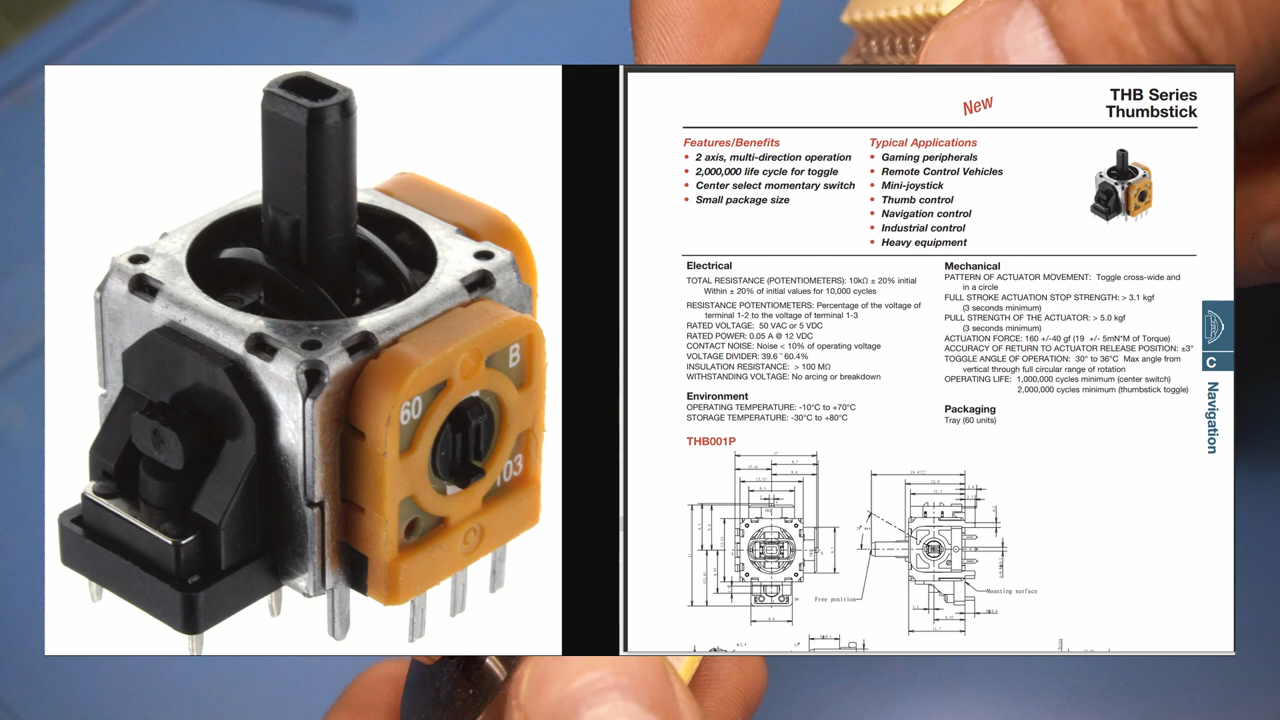 B
60
103
New
THB Series
Thumbstick
Features/Benefits
• 2 axis, multi-direction operation
• 2,000,000 life cycle for toggle
• Center select momentary switch
• Small package size
Typical Applications
• Gaming peripherals
• Remote Control Vehicles
• Mini-joystick
• Thumb control
• Navigation control
• Industrial control
• Heavy equipment
Electrical
TOTAL RESISTANCE (POTENTIOMETERS): 10kΩ ± 20% initial
Within ± 20% of initial values for 10,000 cycles
RESISTANCE POTENTIOMETERS: Percentage of the voltage of
terminal 1-2 to the voltage of terminal 1-3
RATED VOLTAGE: 50 VAC or 5 VDC
RATED POWER: 0.05 A @ 12 VDC
CONTACT NOISE: Noise < 10% of operating voltage
VOLTAGE DIVIDER: 39.6 ~ 60.4%
INSULATION RESISTANCE: > 100 MΩ
WITHSTANDING VOLTAGE: No arcing or breakdown
Environment
OPERATING TEMPERATURE: -10°C to +70°C
STORAGE TEMPERATURE: -30°C to +80°C
Mechanical
PATTERN OF ACTUATOR MOVEMENT: Toggle cross-wide and
in a circle
FULL STROKE ACTUATION STOP STRENGTH: > 3.1 kgf
(3 seconds minimum)
PULL STRENGTH OF THE ACTUATOR: > 5.0 kgf
(3 seconds minimum)
ACTUATION FORCE: 160 +/-40 gf (19 +/- 5mN*M of Torque)
ACCURACY OF RETURN TO ACTUATOR RELEASE POSITION: ±3°
TOGGLE ANGLE OF OPERATION: 30° to 36°C Max angle from
vertical through full circular range of rotation
OPERATING LIFE: 1,000,000 cycles minimum (center switch)
2,000,000 cycles minimum (thumbstick toggle)
Packaging
Tray (60 units)
C
Navigation
THB001P
Free position
Mounting surface